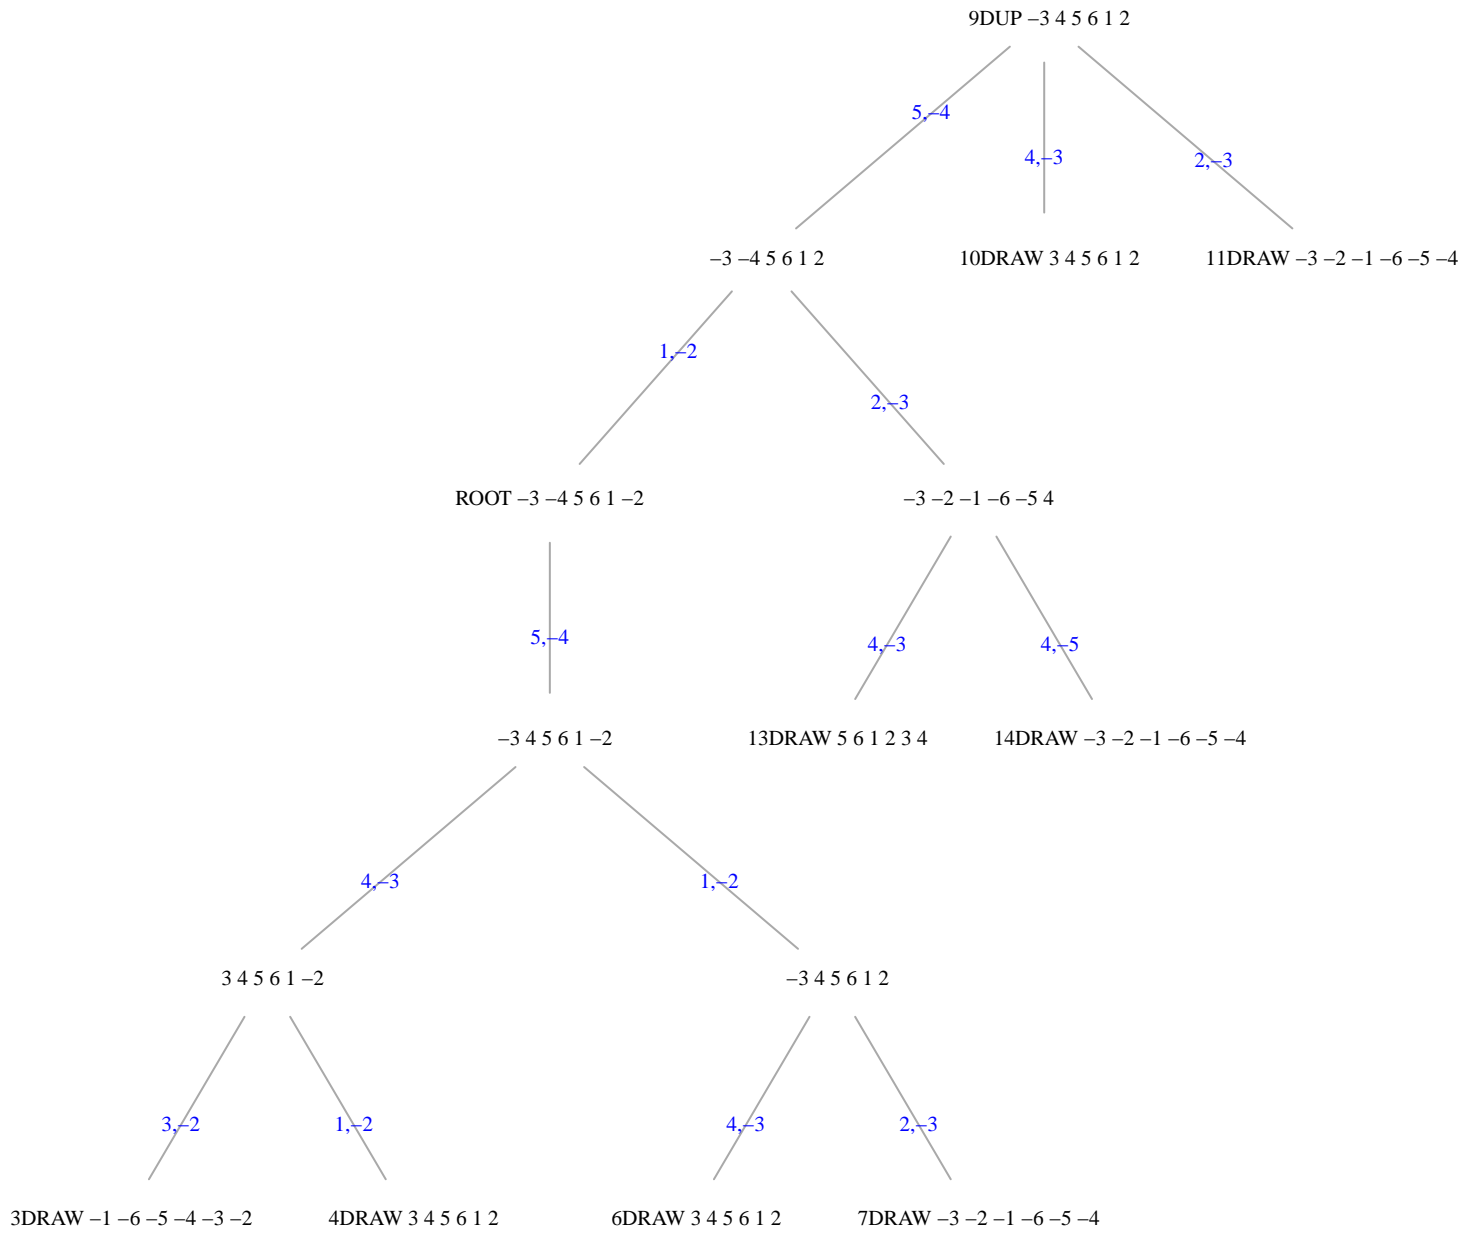 9DUP –3 4 5 6 1 2
5,–4
4,–3
2,–3
–3 –4 5 6 1 2
10DRAW 3 4 5 6 1 2
11DRAW –3 –2 –1 –6 –5 –4
1,–2
2,–3
ROOT –3 –4 5 6 1 –2
–3 –2 –1 –6 –5 4
5,–4
4,–3
4,–5
–3 4 5 6 1 –2
13DRAW 5 6 1 2 3 4
14DRAW –3 –2 –1 –6 –5 –4
4,–3
1,–2
3 4 5 6 1 –2
–3 4 5 6 1 2
3,–2
1,–2
4,–3
2,–3
3DRAW –1 –6 –5 –4 –3 –2
4DRAW 3 4 5 6 1 2
6DRAW 3 4 5 6 1 2
7DRAW –3 –2 –1 –6 –5 –4